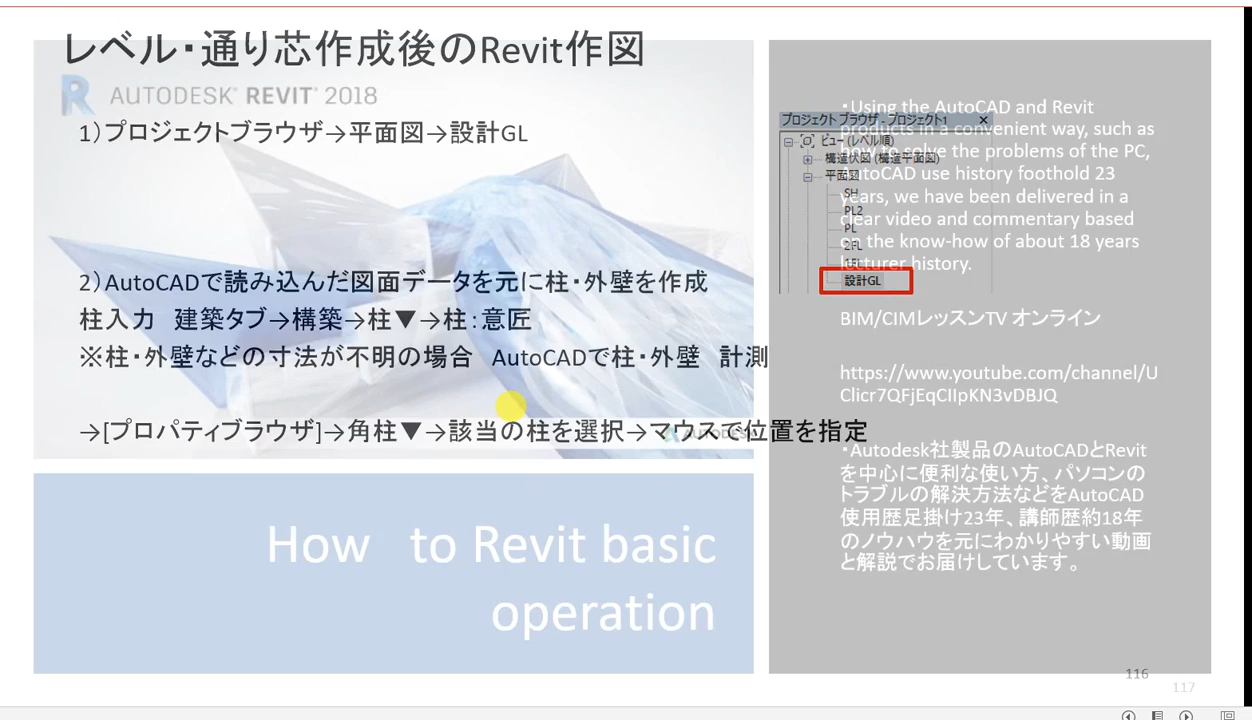 レベル・通り芯作成後のRevit作図
AUTODESK® REVIT® 2018
1）プロジェクトブラウザ→平面図→設計GL
2）AutoCADで読み込んだ図面データを元に柱・外壁を作成
柱入力　建築タブ→構築→柱▼→柱：意匠
※柱・外壁などの寸法が不明の場合　AutoCADで柱・外壁　計測
→[プロパティブラウザ]→角柱▼→該当の柱を選択→マウスで位置を指定
How to Revit basic
operation
プロジェクト ブラウザ - プロジェクト1
ビュー (レベル順)
構造伏図 (構造平面図)
平面図
SH
PL2
PL
2FL
設計GL
・Using the AutoCAD and Revit
products in a convenient way, such as
how to solve the problems of the PC,
AutoCAD use history foothold 23
years, we have been delivered in a
clear video and commentary based
on the know-how of about 18 years
lecturer history.
BIM/CIMレッスンTV オンライン
https://www.youtube.com/channel/U
Clicr7QFjEqCIIpKN3vDBJQ
・Autodesk社製品のAutoCADとRevit
を中心に便利な使い方、パソコンの
トラブルの解決方法などをAutoCAD
使用歴足掛け23年、講師歴約18年
のノウハウを元にわかりやすい動画
と解説でお届けしています。
116
117